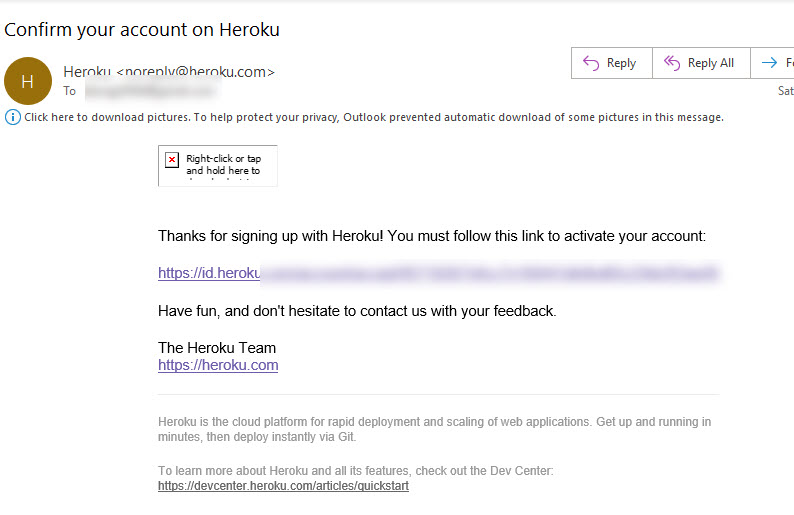 Confirm your account on Heroku
H
Heroku <noreply@heroku.com>
To
Reply
Reply All
Sat
Click here to download pictures. To help protect your privacy, Outlook prevented automatic download of some pictures in this message.
Right-click or tap
and hold here to
Thanks for signing up with Heroku! You must follow this link to activate your account:
https://id.heroku
Have fun, and don't hesitate to contact us with your feedback.
The Heroku Team
https://heroku.com
Heroku is the cloud platform for rapid deployment and scaling of web applications. Get up and running in
minutes, then deploy instantly via Git.
To learn more about Heroku and all its features, check out the Dev Center:
https://devcenter.heroku.com/articles/quickstart